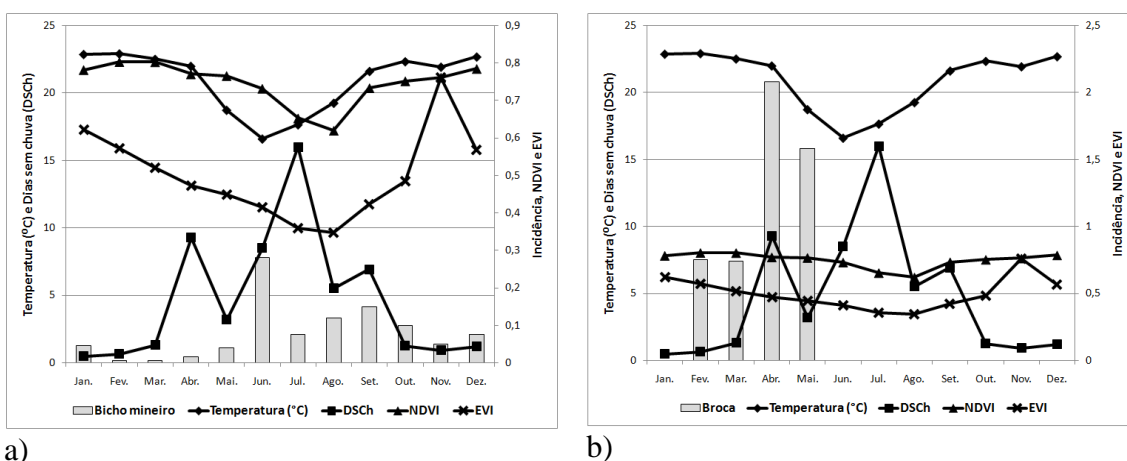 25
20
15
10
5
0
0,9
0,8
0,7
0,6
0,5
0,4
0,3
0,2
0,1
0
Temperatura (°C) e Dias sem chuva (DSCh)
Incidência, NDVI e EVI
Jan. Fev. Mar. Abr. Mai. Jun. Jul. Ago. Set. Out. Nov. Dez.
Bicho mineiro Temperatura (°C) DSCh NDVI EVI
a)
25
20
15
10
5
0
2,5
2
1,5
1
0,5
0
Temperatura (°C) e Dias sem chuva (DSCh)
Incidência, NDVI e EVI
Jan. Fev. Mar. Abr. Mai. Jun. Jul. Ago. Set. Out. Nov. Dez.
Broca Temperatura (°C) DSCh NDVI EVI
b)